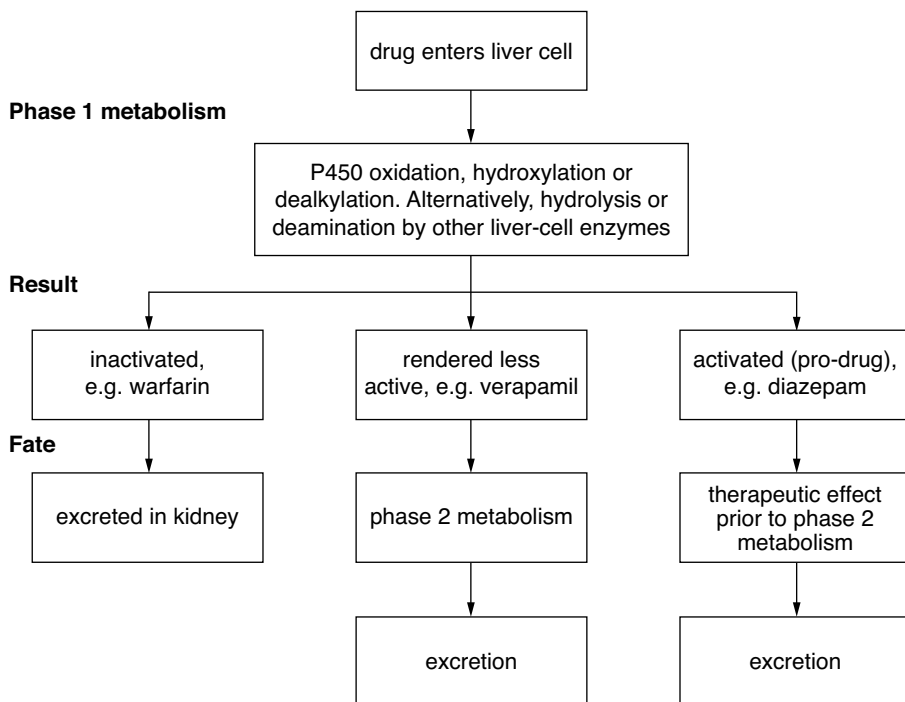 drug enters liver cell
Phase 1 metabolism
P450 oxidation, hydroxylation or
dealkylation. Alternatively, hydrolysis or
deamination by other liver-cell enzymes
Result
inactivated,
e.g. warfarin
rendered less
active, e.g. verapamil
activated (pro-drug),
e.g. diazepam
Fate
excreted in kidney
phase 2 metabolism
therapeutic effect
prior to phase 2
metabolism
excretion
excretion